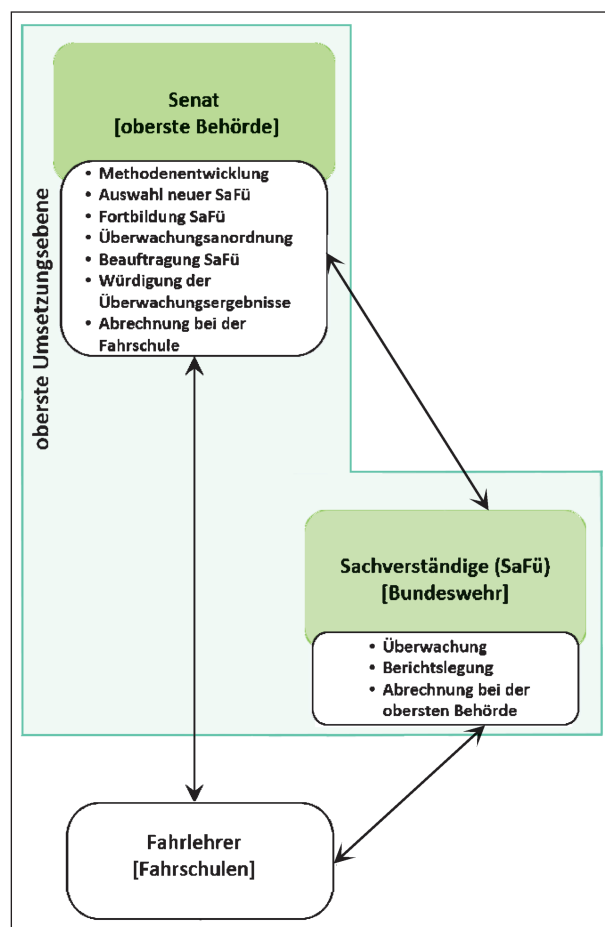 oberste Umsetzungsebene
Senat
[oberste Behörde]
• Methodenentwicklung
• Auswahl neuer SaFü
• Fortbildung SaFü
• Überwachungsanordnung
• Beauftragung SaFü
• Würdigung der
Überwachungsergebnisse
• Abrechnung bei der
Fahrschule
Sachverständige (SaFü)
[Bundeswehr]
• Überwachung
• Berichtslegung
• Abrechnung bei der
obersten Behörde
Fahrlehrer
[Fahrschulen]